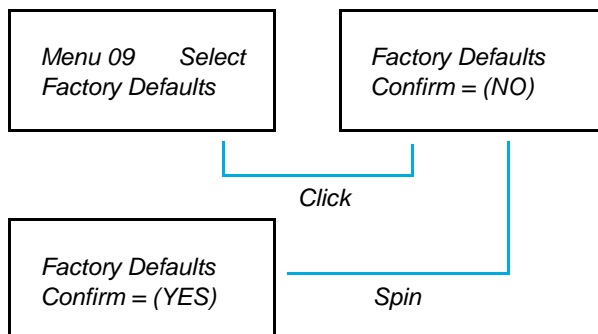 Menu 09 Select
Factory Defaults
Factory Defaults
Confirm = (NO)
Click
Factory Defaults
Confirm = (YES)
Spin